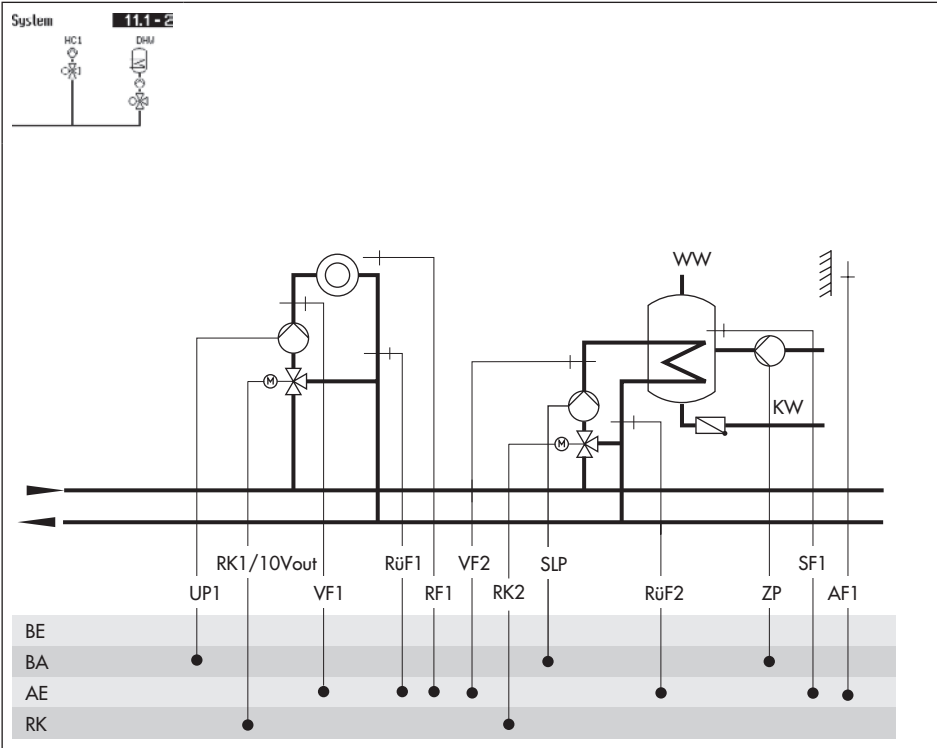 System 11.1 - 2
HC1 DHW
WW
KW
M
M
RK1/10Vout RüF1 VF2 SLP SF1
UP1 VF1 RF1 RK2 RüF2 ZP AF1
BE
BA
AE
RK